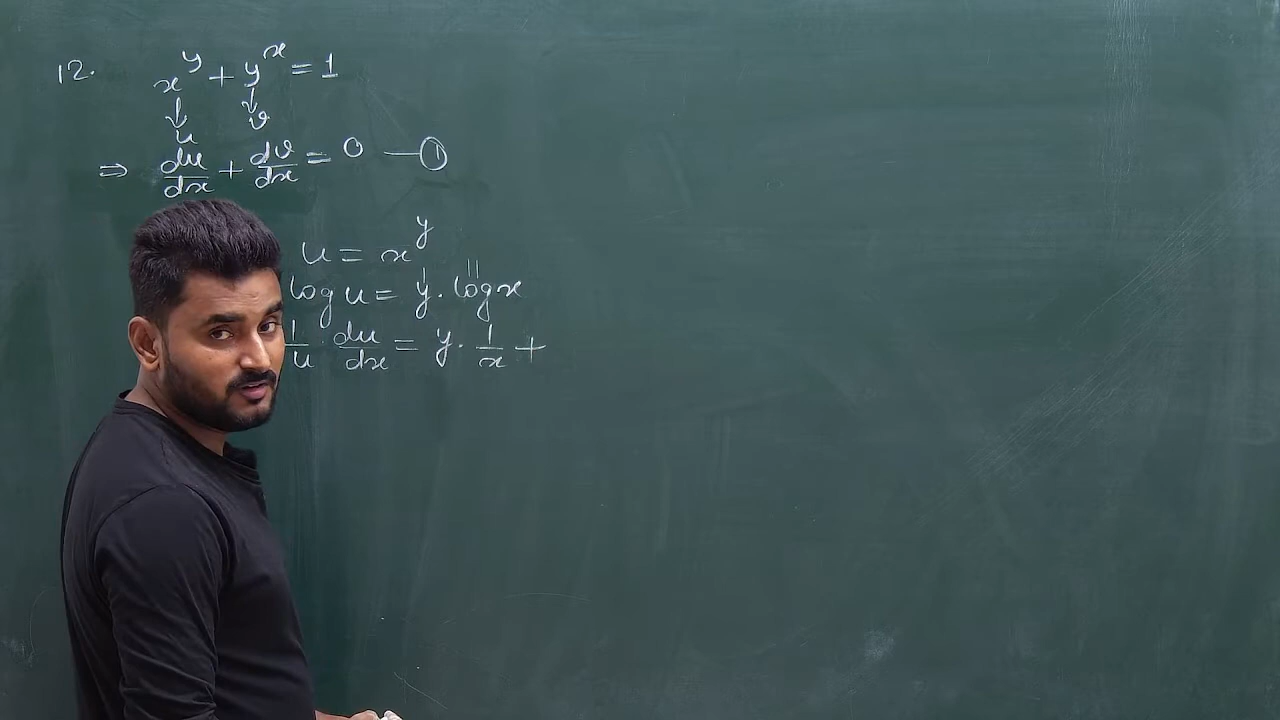 12. x^y + y^x = 1
↓ ↓
u v
⇒ du/dx + dv/dx = 0 —①
u = x^y
log u = y . log x
1/u . du/dx = y . 1/x +